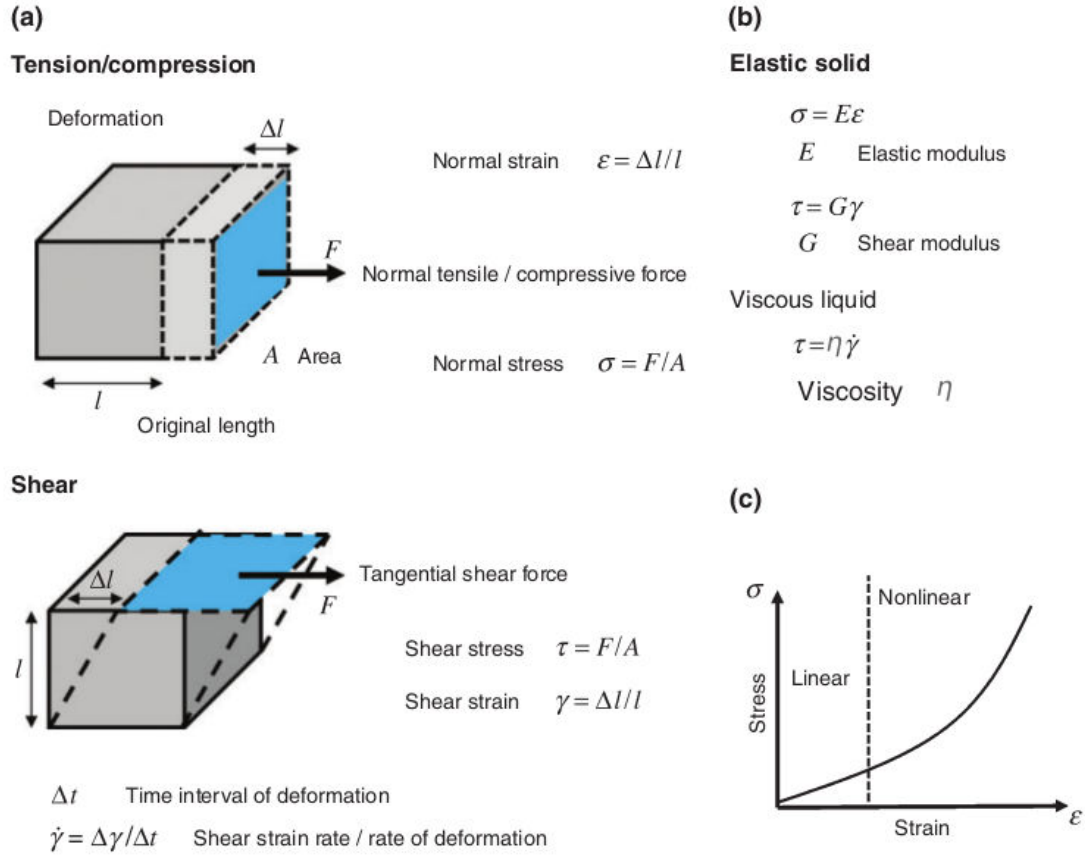 (a)
Tension/compression
Deformation
Δl
Normal strain ε = Δl/l
F
Normal tensile / compressive force
A Area
Normal stress σ = F/A
l
Original length
Shear
Δl
Tangential shear force
F
l
Shear stress τ = F/A
Shear strain γ = Δl/l
Δt Time interval of deformation
γ̇ = Δγ/Δt Shear strain rate / rate of deformation
(b)
Elastic solid
σ = Eε
E Elastic modulus
τ = Gγ
G Shear modulus
Viscous liquid
τ=ηγ̇
Viscosity η
(c)
σ
Nonlinear
Linear
Stress
Strain
ε